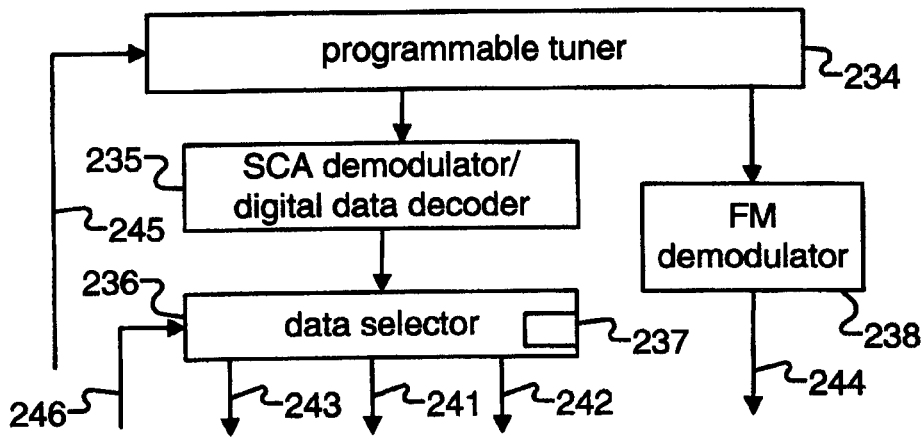 programmable tuner
234
235
SCA demodulator/
digital data decoder
FM
demodulator
245
236
data selector
237
238
246
243
241
242
244